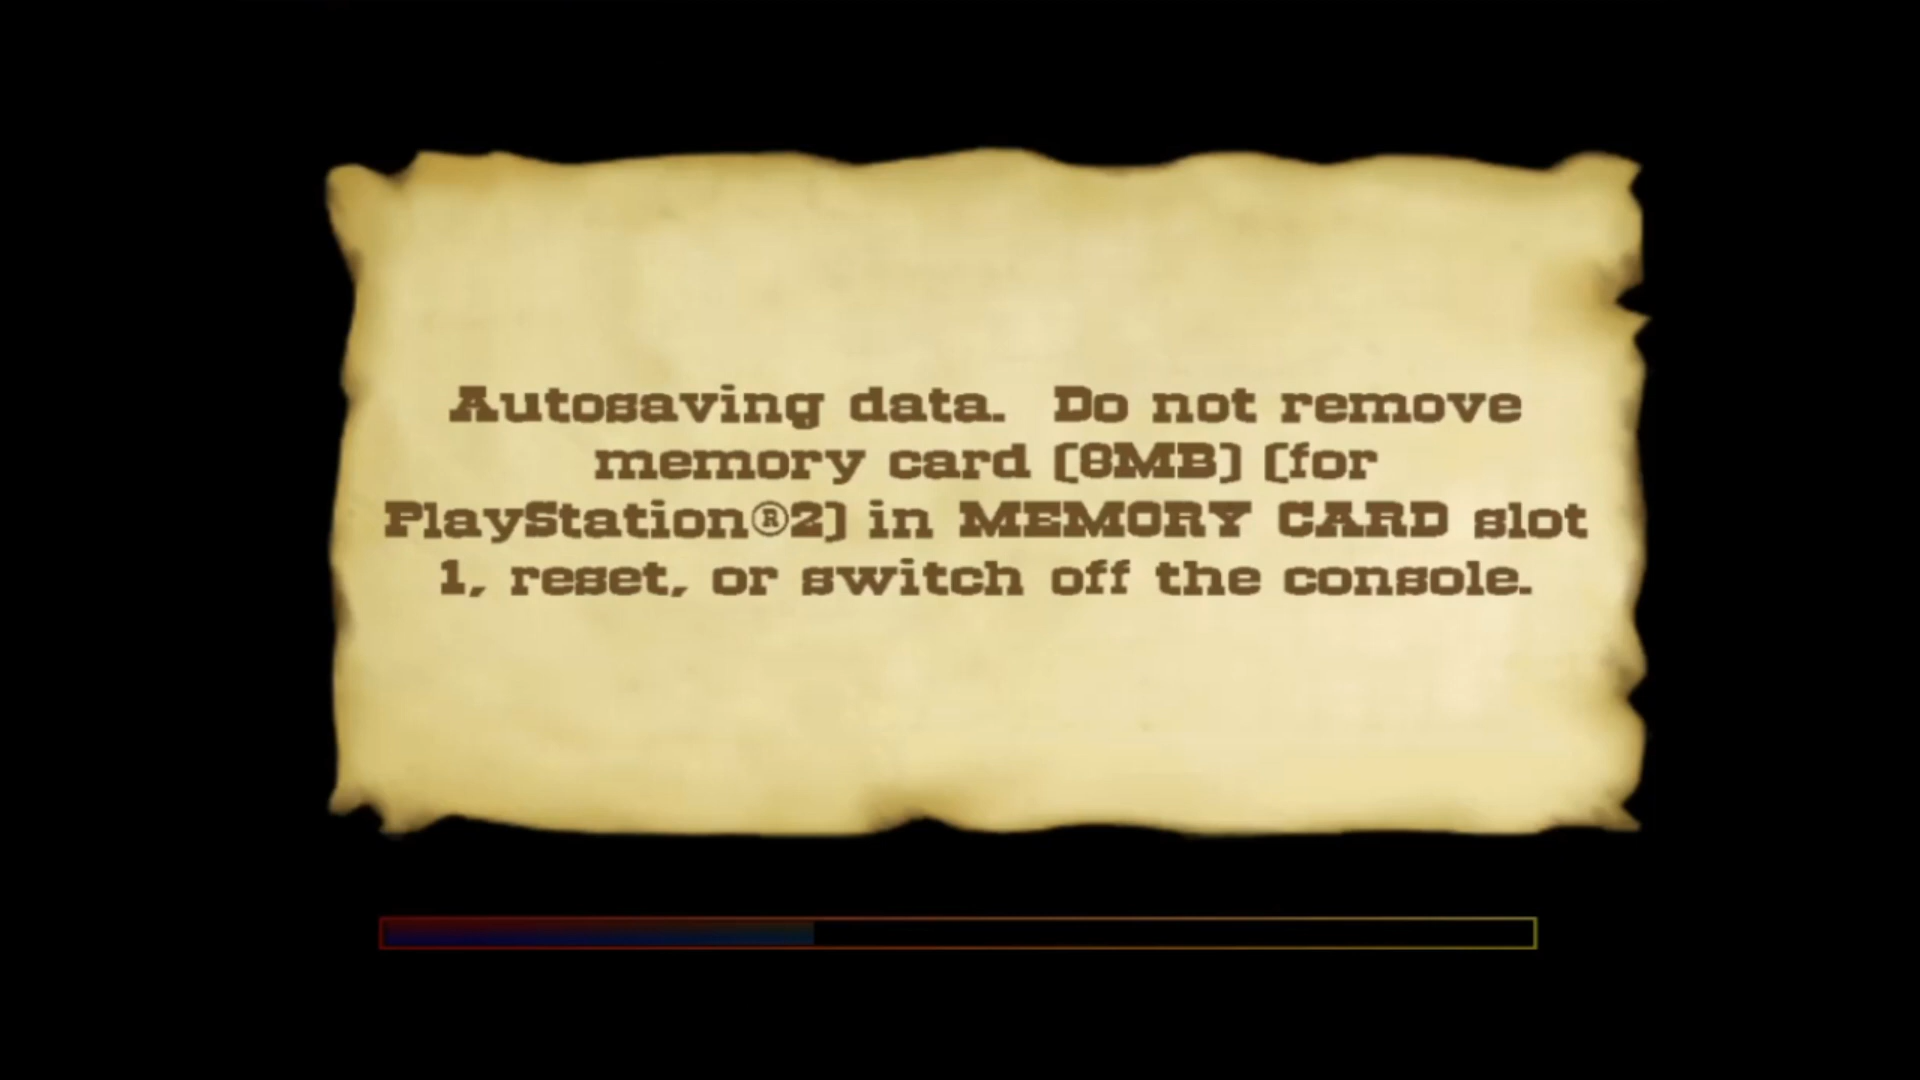 Autosaving data.  Do not remove
memory card (8MB) (for
PlayStation®2) in MEMORY CARD slot
1, reset, or switch off the console.